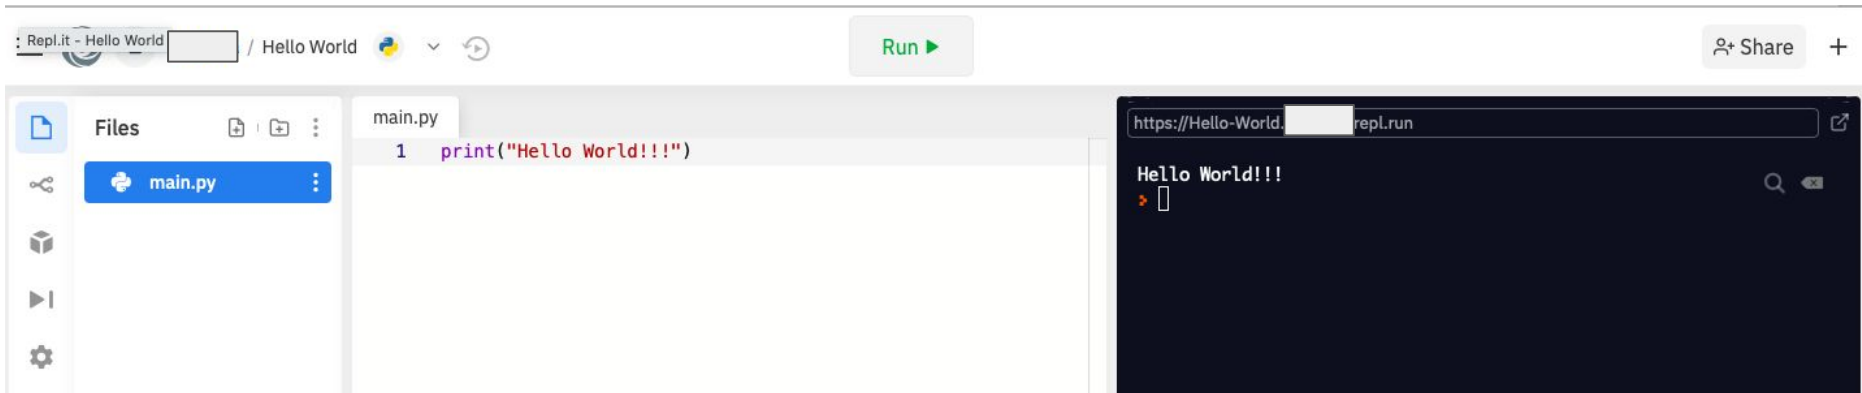 Repl.it - Hello World
/ Hello World
Run
Share
Files
main.py
main.py
1 print("Hello World!!!")
https://Hello-World. repl.run
Hello World!!!